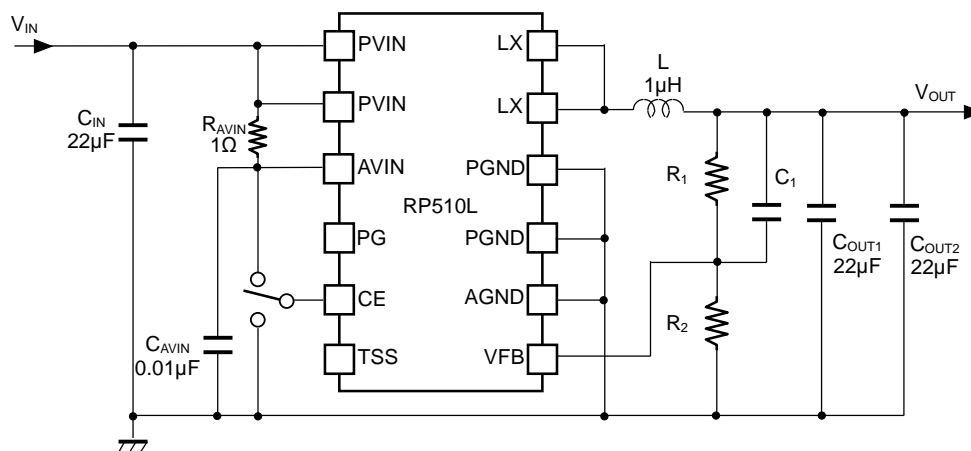 VIN
PVIN
LX
L
1µH
VOUT
PVIN
LX
CIN
22µF
RAVIN
1Ω
AVIN
PGND
R1
C1
RP510L
PG
PGND
COUT1
22µF
COUT2
22µF
CE
AGND
R2
CAVIN
0.01µF
TSS
VFB